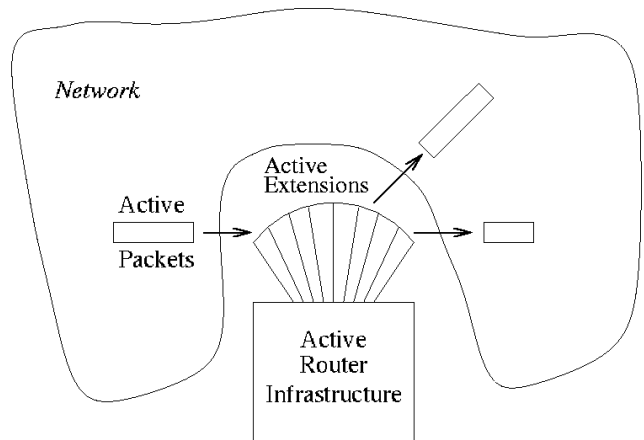 Network
Active
Extensions
Active
Packets
Active
Router
Infrastructure